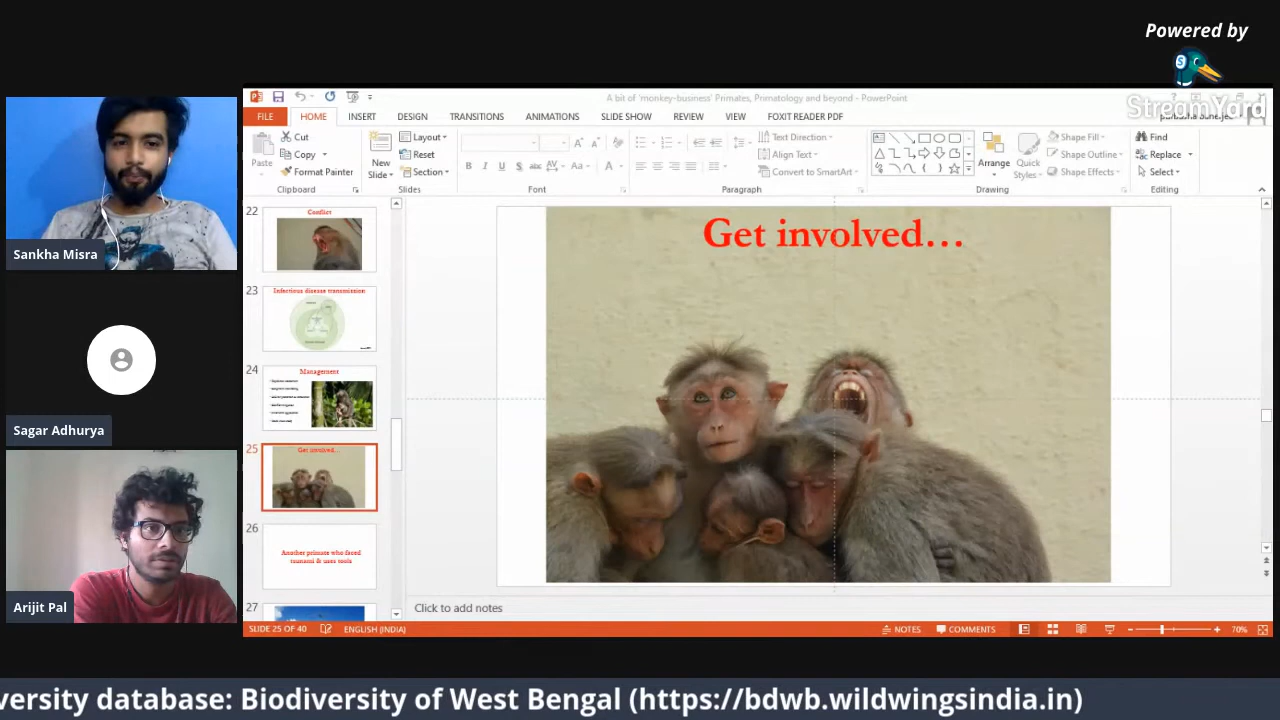 Powered by
StreamYard
A bit of 'monkey-business' Primates, Primatology and beyond - PowerPoint
FILE HOME INSERT DESIGN TRANSITIONS ANIMATIONS SLIDE SHOW REVIEW VIEW FOXIT READER PDF
Paste
Cut
Copy
Format Painter
Clipboard
New
Slide
Layout
Reset
Section
Slides
B I U S abc AV Aa A
Font
Text Direction
Align Text
Convert to SmartArt
Paragraph
Arrange
Quick
Styles
Shape Fill
Shape Outline
Shape Effects
Drawing
Find
Replace
Select
Editing
22
Conflict
23
Infectious disease transmission
24
Management
25
Get involved...
26
Another primate who faced
tsunami & uses tools
27
Get involved...
Click to add notes
SLIDE 25 OF 40 ENGLISH (INDIA) NOTES COMMENTS 70%
Sankha Misra
Sagar Adhurya
Arijit Pal
versity database: Biodiversity of West Bengal (https://bdwb.wildwingsindia.in)